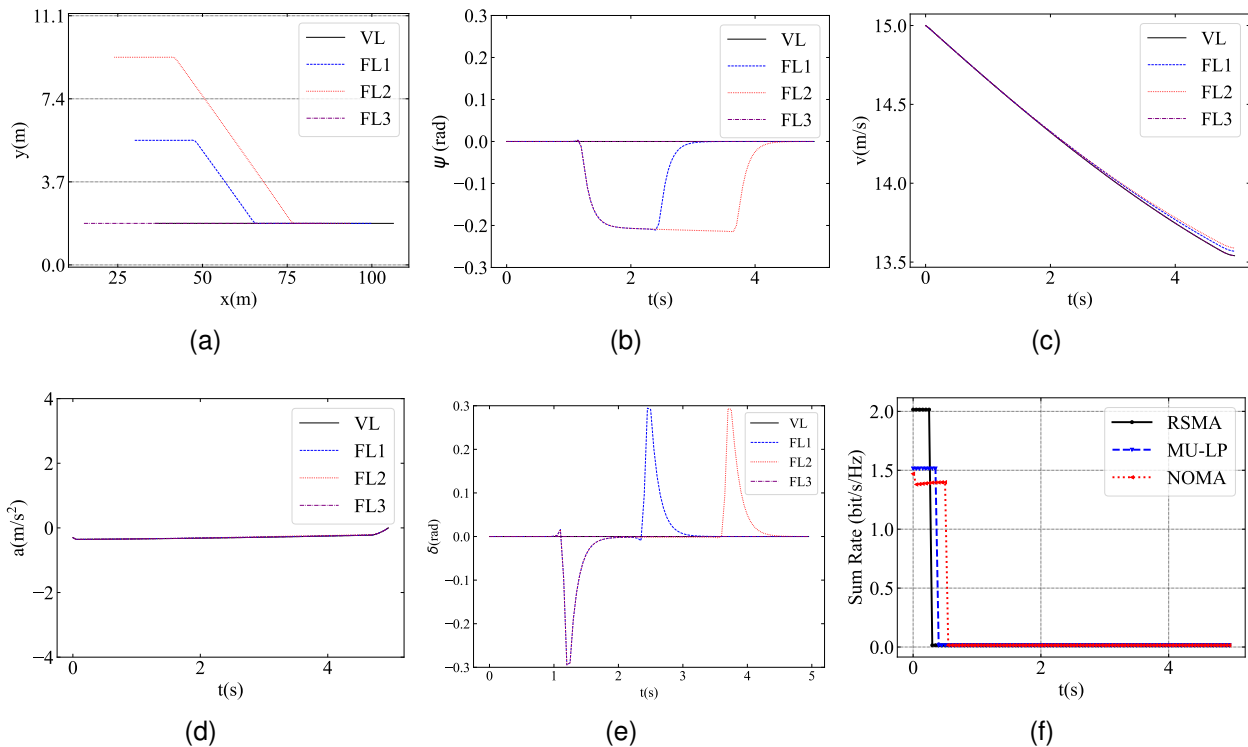 11.1
7.4
3.7
0.0
y(m)
25
50
75
100
x(m)
VL
FL1
FL2
FL3
(a)
0.3
0.2
0.1
0.0
−0.1
−0.2
−0.3
ψ (rad)
0
2
4
t(s)
VL
FL1
FL2
FL3
(b)
15.0
14.5
14.0
13.5
v(m/s)
0
2
4
t(s)
VL
FL1
FL2
FL3
(c)
4
2
0
−2
−4
a(m/s²)
0
2
4
t(s)
VL
FL1
FL2
FL3
(d)
0.3
0.2
0.1
0.0
−0.1
−0.2
−0.3
δ(rad)
0
1
2
3
4
5
t(s)
VL
FL1
FL2
FL3
(e)
2.0
1.5
1.0
0.5
0.0
Sum Rate (bit/s/Hz)
0
2
4
t(s)
RSMA
MU-LP
NOMA
(f)